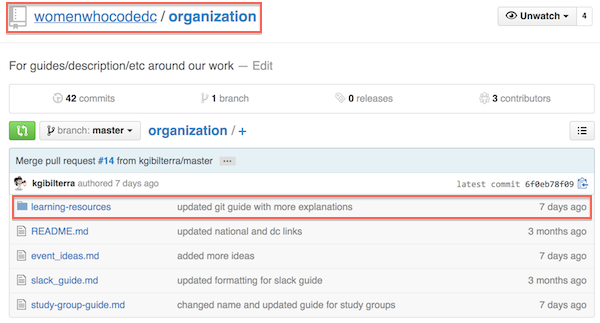 womenwhocodedc / organization
Unwatch 4
For guides/description/etc around our work — Edit
42 commits 1 branch 0 releases 3 contributors
branch: master organization / +
Merge pull request #14 from kgibilterra/master ...
kgibilterra authored 7 days ago latest commit 6f0eb78f09
learning-resources updated git guide with more explanations 7 days ago
README.md updated national and dc links 3 months ago
event_ideas.md added more ideas 7 days ago
slack_guide.md updated formatting for slack guide 3 months ago
study-group-guide.md changed name and updated guide for study groups 7 days ago